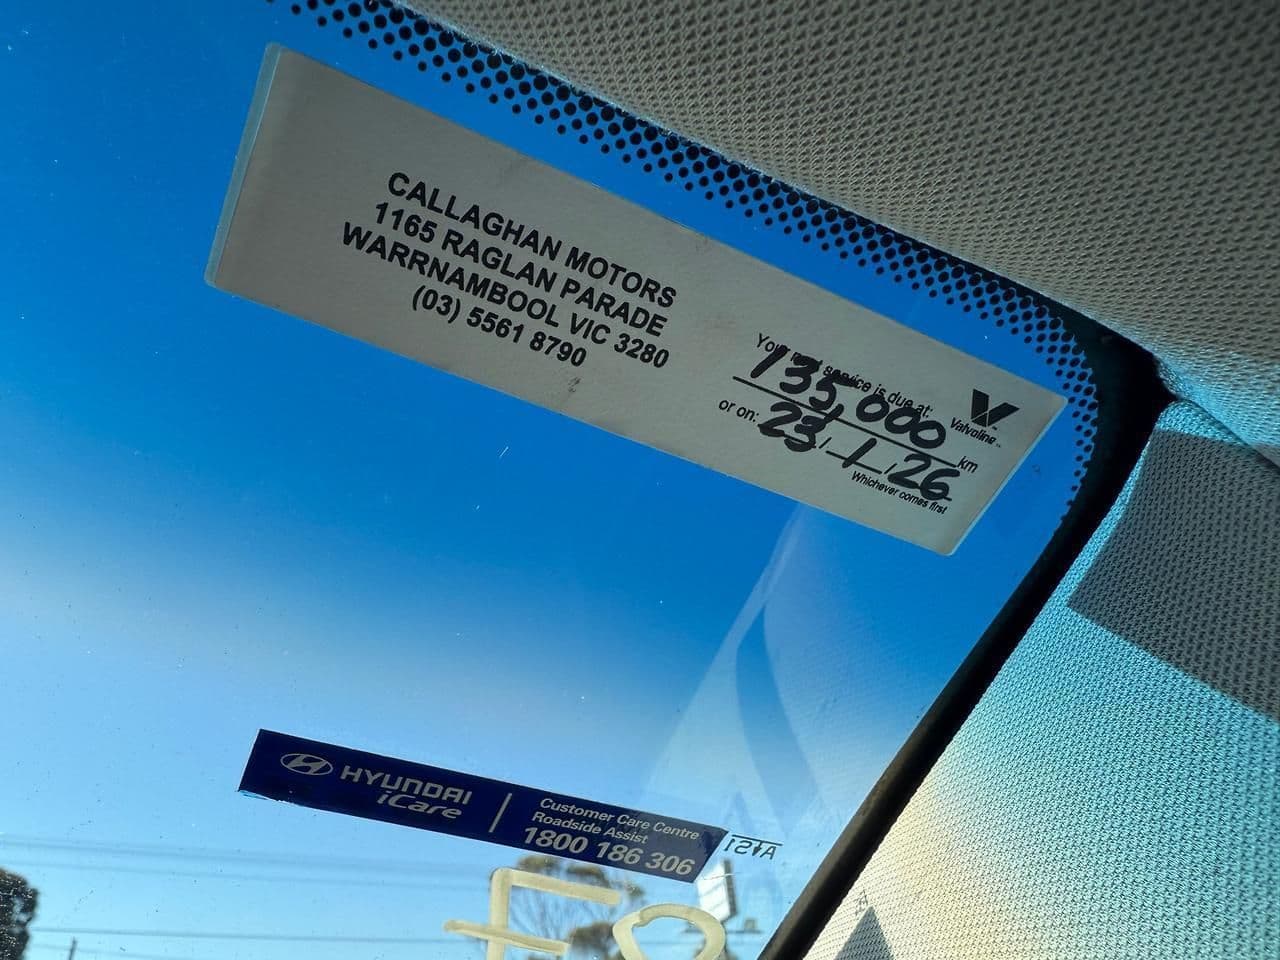 CALLAGHAN MOTORS
1165 RAGLAN PARADE
WARRNAMBOOL VIC 3280
(03) 5561 8790
Your next service is due at:
135,000 km
or on: 23/1/26
Whichever comes first
Valvoline™
HYUNDAI
iCare
Customer Care Centre
Roadside Assist
1800 186 306